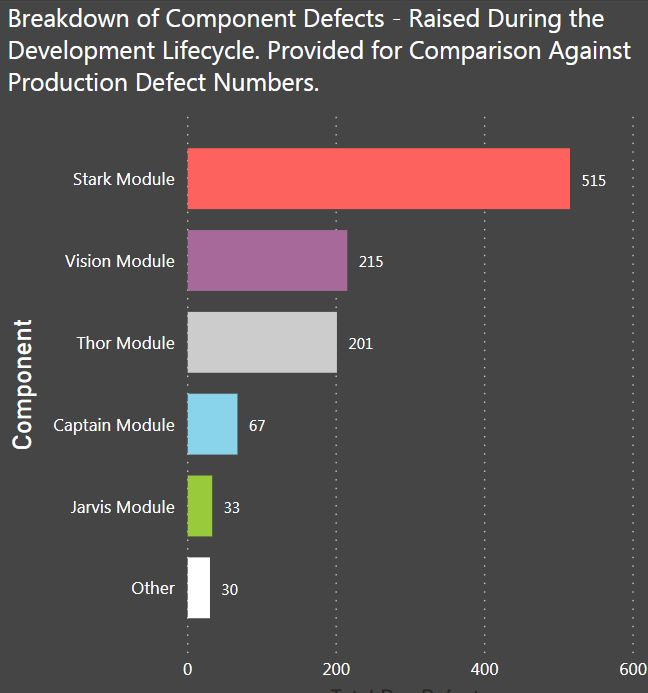 Breakdown of Component Defects - Raised During the
Development Lifecycle. Provided for Comparison Against
Production Defect Numbers.
Component
Stark Module 515
Vision Module 215
Thor Module 201
Captain Module 67
Jarvis Module 33
Other 30
0 200 400 600